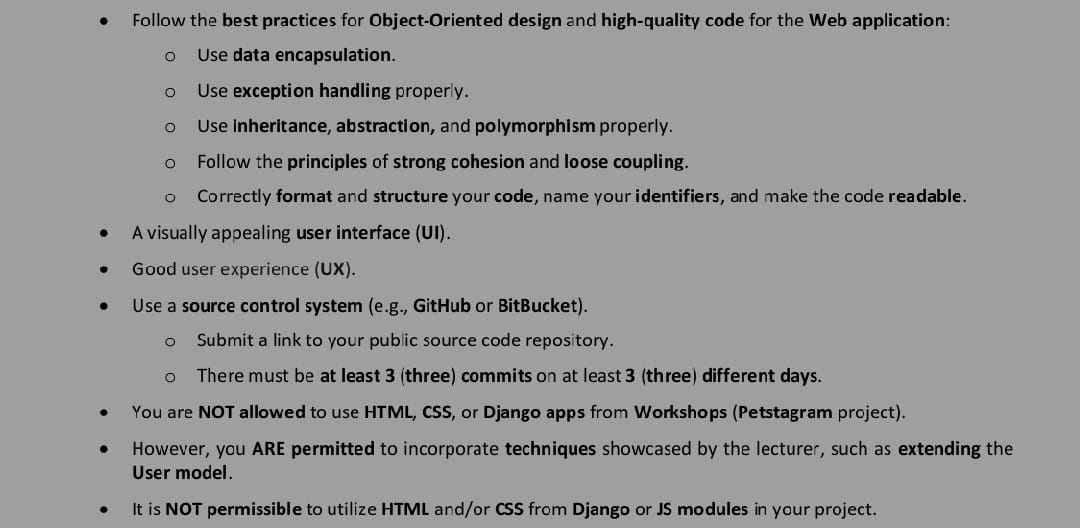 • Follow the best practices for Object-Oriented design and high-quality code for the Web application:
o Use data encapsulation.
o Use exception handling properly.
o Use inheritance, abstraction, and polymorphism properly.
o Follow the principles of strong cohesion and loose coupling.
o Correctly format and structure your code, name your identifiers, and make the code readable.
• A visually appealing user interface (UI).
• Good user experience (UX).
• Use a source control system (e.g., GitHub or BitBucket).
o Submit a link to your public source code repository.
o There must be at least 3 (three) commits on at least 3 (three) different days.
• You are NOT allowed to use HTML, CSS, or Django apps from Workshops (Petstagram project).
• However, you ARE permitted to incorporate techniques showcased by the lecturer, such as extending the
User model.
• It is NOT permissible to utilize HTML and/or CSS from Django or JS modules in your project.